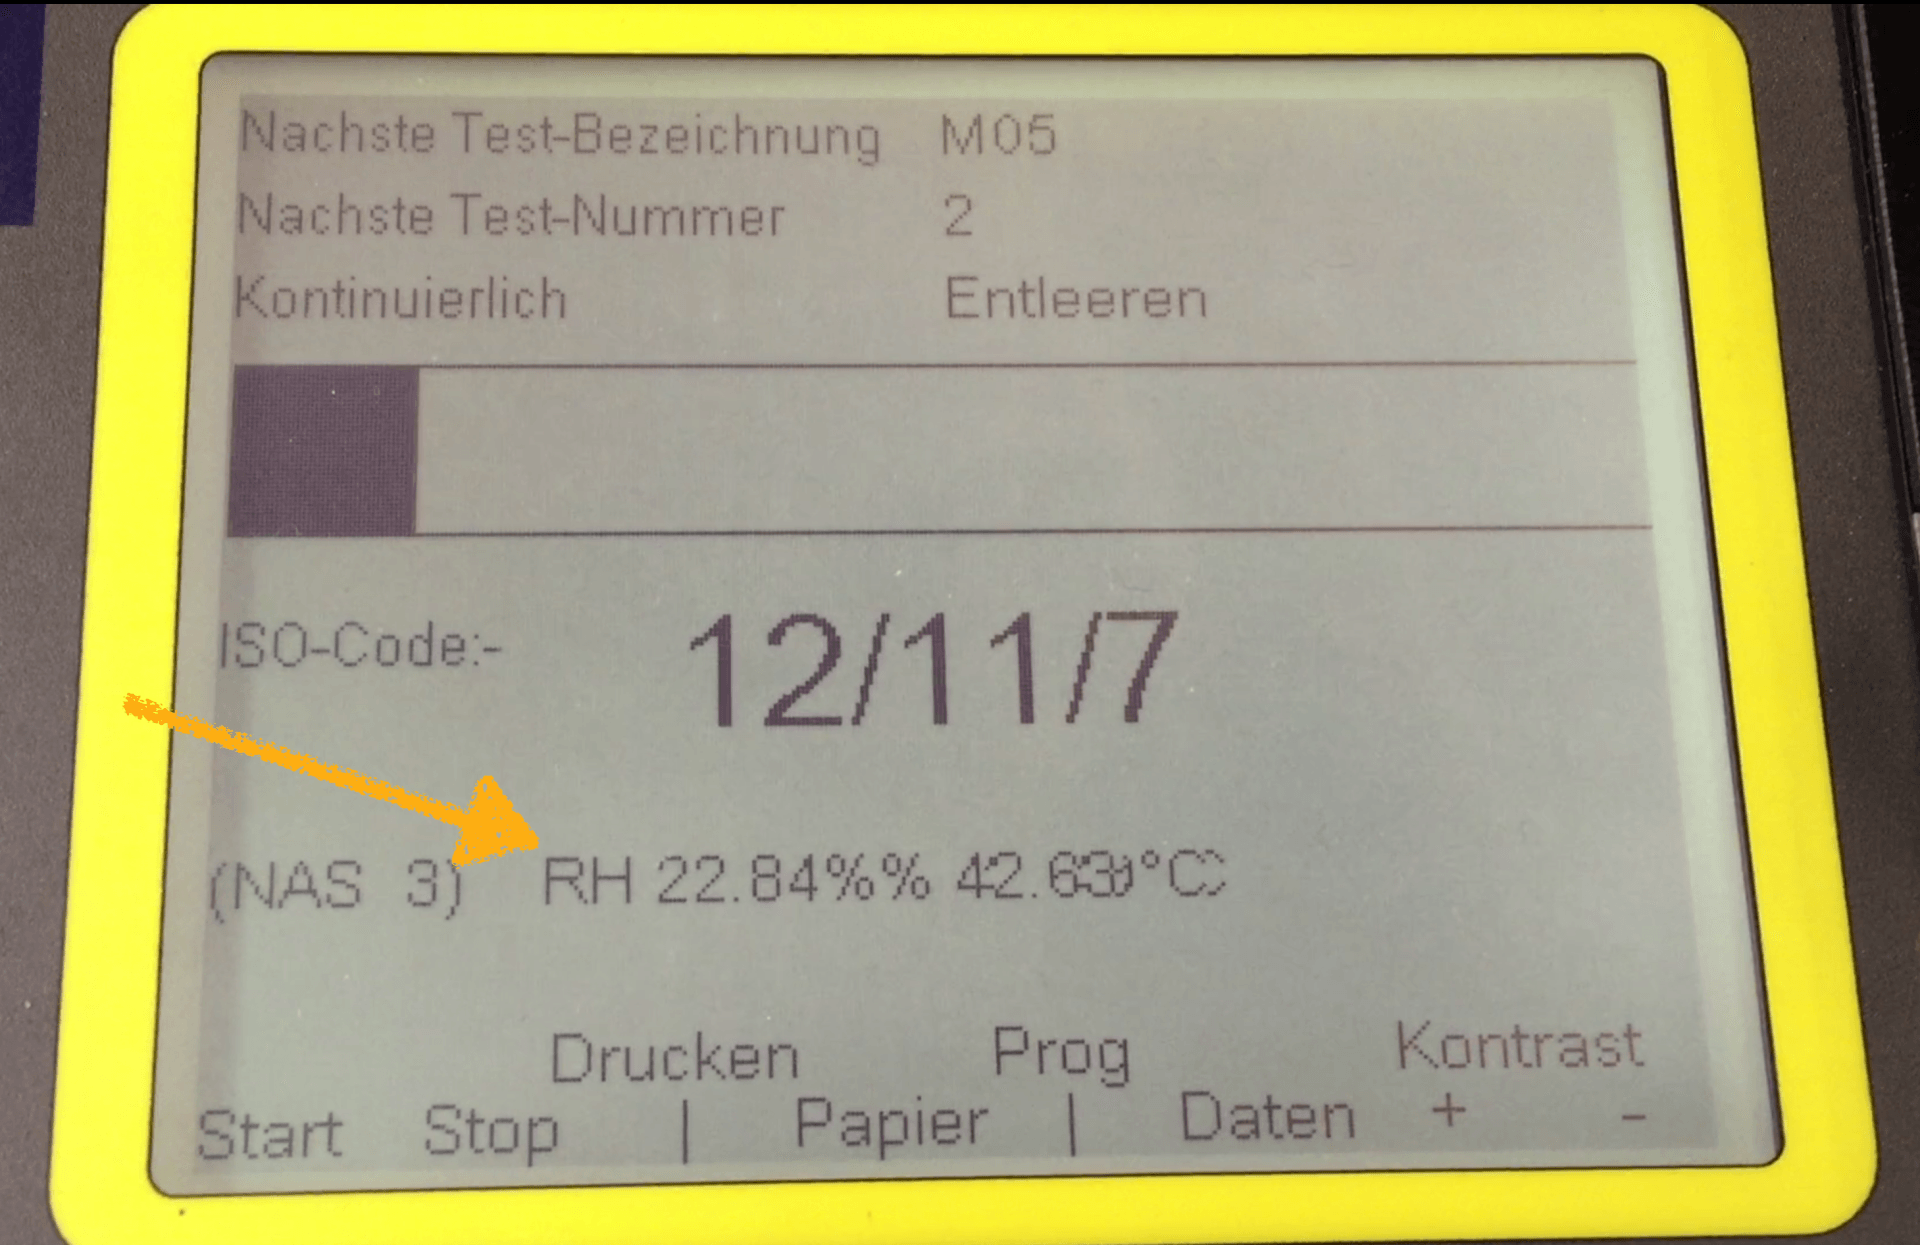 Nachste Test-Bezeichnung M05
Nachste Test-Nummer 2
Kontinuierlich Entleeren
ISO-Code:- 12/11/7
(NAS 3) RH 22.84%% °C
Drucken Prog Kontrast
Start Stop | Papier | Daten + -